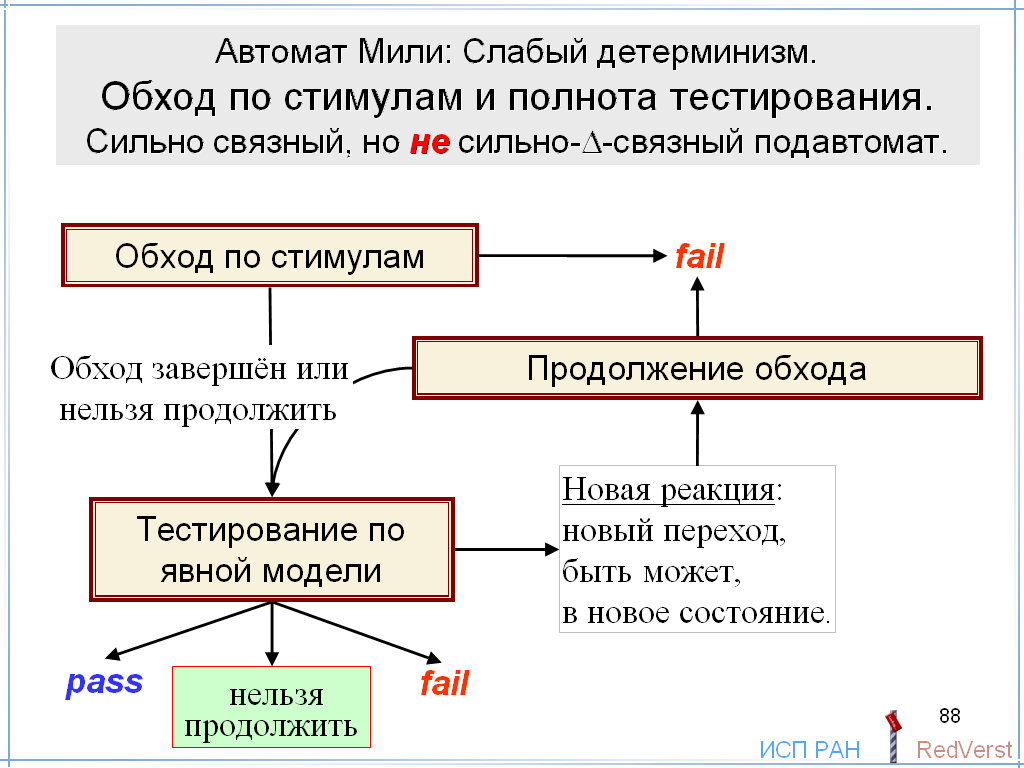 Автомат Мили: Слабый детерминизм.
Обход по стимулам и полнота тестирования.
Сильно связный, но не сильно-Δ-связный подавтомат.
Обход по стимулам
fail
Обход завершён или
нельзя продолжить
Продолжение обхода
Тестирование по
явной модели
Новая реакция:
новый переход,
быть может,
в новое состояние.
pass
нельзя
продолжить
fail
88
ИСП РАН
RedVerst